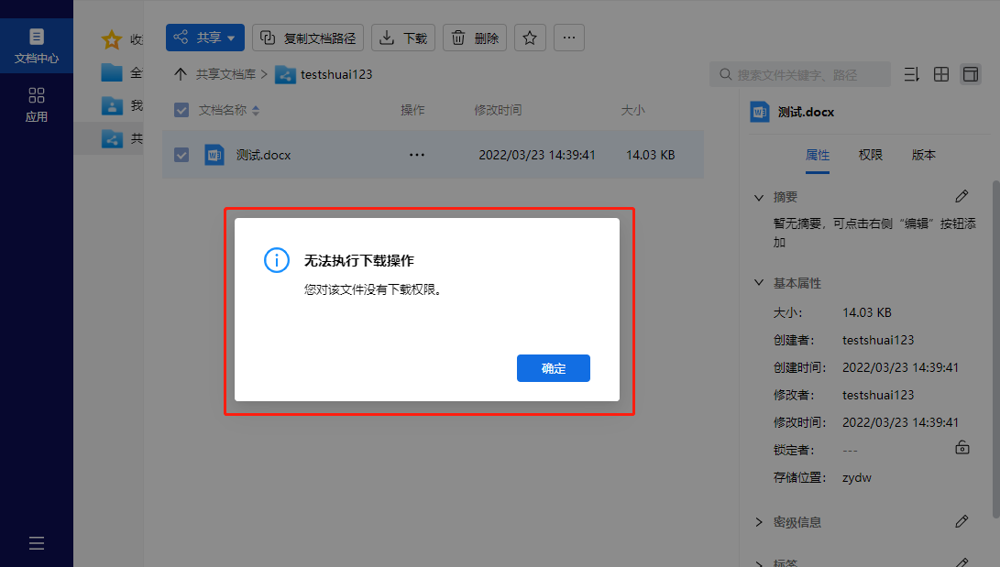 文档中心
应用
收
全
我
共
共享
复制文档路径
下载
删除
共享文档库
testshuai123
搜索文件关键字、路径
文档名称
操作
修改时间
大小
测试.docx
2022/03/23 14:39:41
14.03 KB
无法执行下载操作
您对该文件没有下载权限。
确定
测试.docx
属性
权限
版本
摘要
暂无摘要，可点击右侧“编辑”按钮添
加
基本属性
大小： 14.03 KB
创建者： testshuai123
创建时间： 2022/03/23 14:39:41
修改者： testshuai123
修改时间： 2022/03/23 14:39:41
锁定者： ---
存储位置： zydw
密级信息
标签